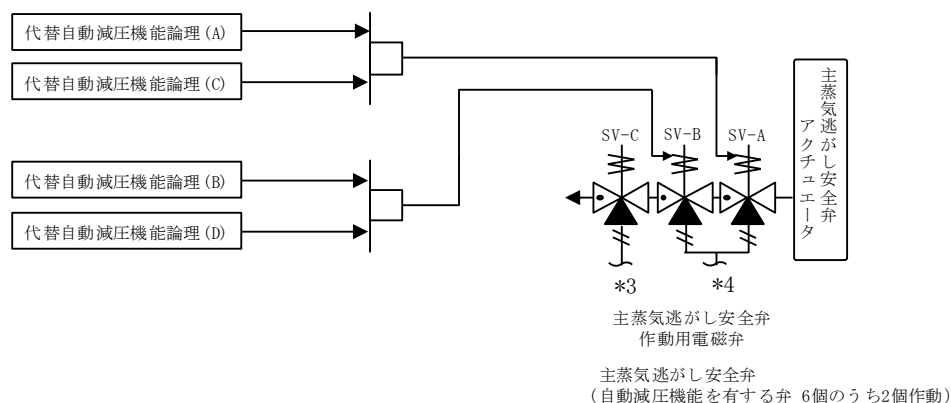 代替自動減圧機能論理(A)
代替自動減圧機能論理(C)
代替自動減圧機能論理(B)
代替自動減圧機能論理(D)
SV-C
SV-B
SV-A
主蒸気逃がし安全弁
アクチュエータ
*3
*4
主蒸気逃がし安全弁
作動用電磁弁
主蒸気逃がし安全弁
(自動減圧機能を有する弁 6個のうち2個作動)